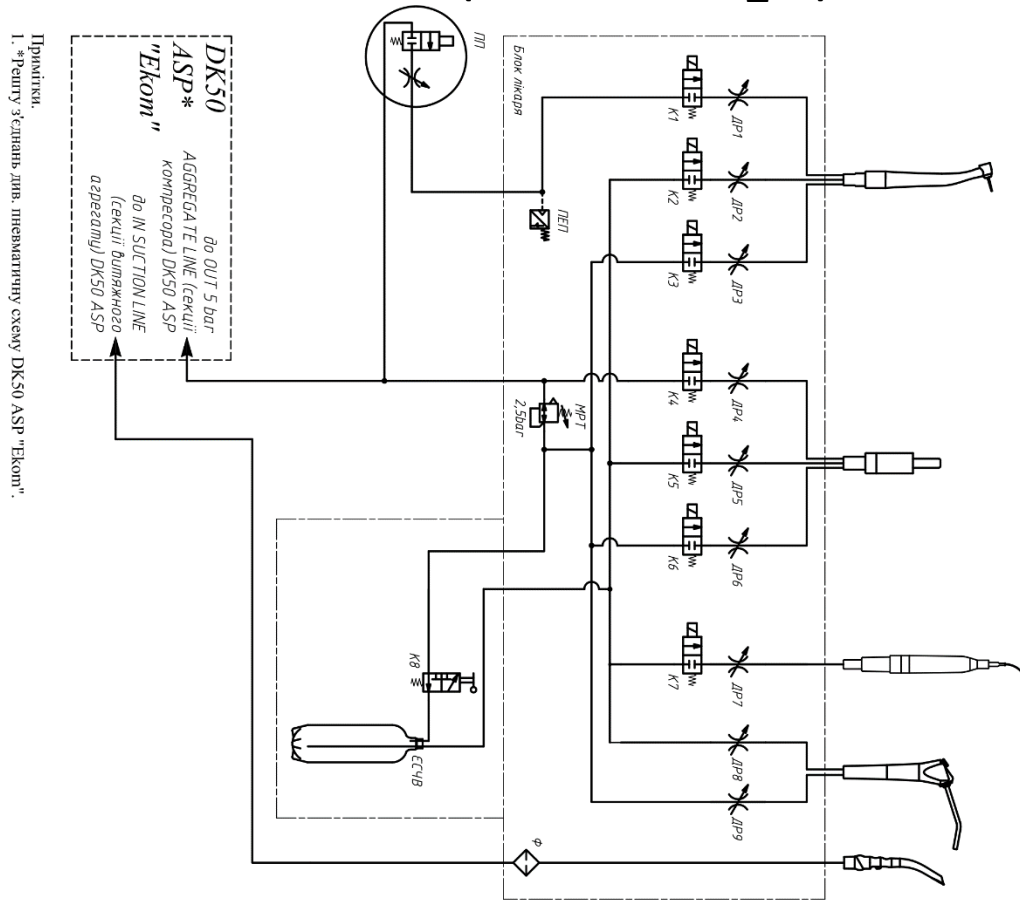 DK50
ASP*
"Ekom"
до OUT 5 bar
AGGREGATE LINE (секції
компресора) DK50 ASP
до IN SUCTION LINE
(секції витяжного
агрегату) DK50 ASP
ПП
Блок лікаря
К1
ДР1
К2
ДР2
К3
ДР3
ПЕП
К4
ДР4
МРТ
2,5bar
К5
ДР5
К6
ДР6
К7
ДР7
К8
ЄСЧВ
ДР8
ДР9
Ф
Примітки.
1. *Решту з'єднань див. пневматичну схему DK50 ASP "Ekom".